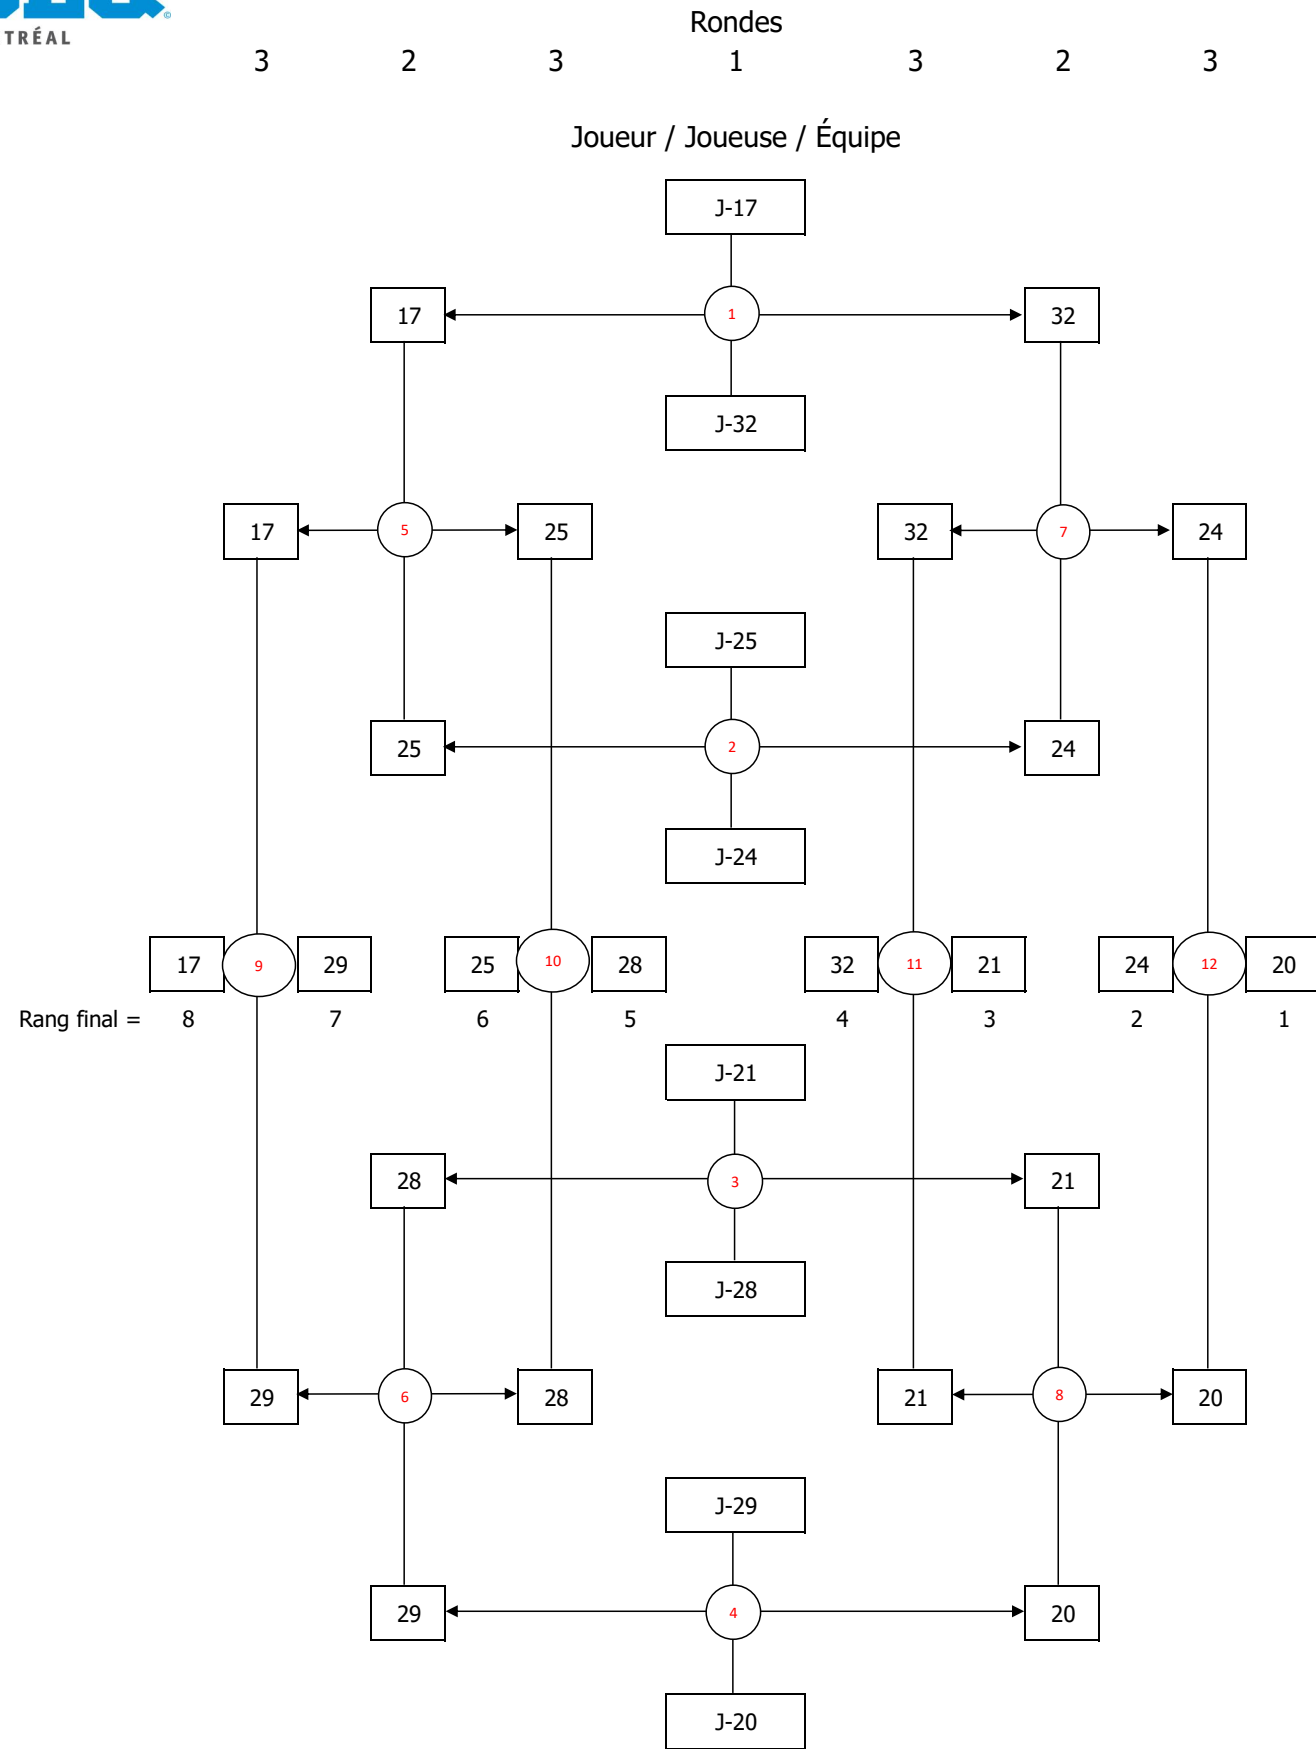 TRÉAL
Rondes
3 2 3 1 3 2 3
Joueur / Joueuse / Équipe
J-17
17 1 32
J-32
17 5 25 32 7 24
J-25
25 2 24
J-24
17 9 29 25 10 28 32 11 21 24 12 20
Rang final = 8 7 6 5 4 3 2 1
J-21
28 3 21
J-28
29 6 28 21 8 20
J-29
29 4 20
J-20